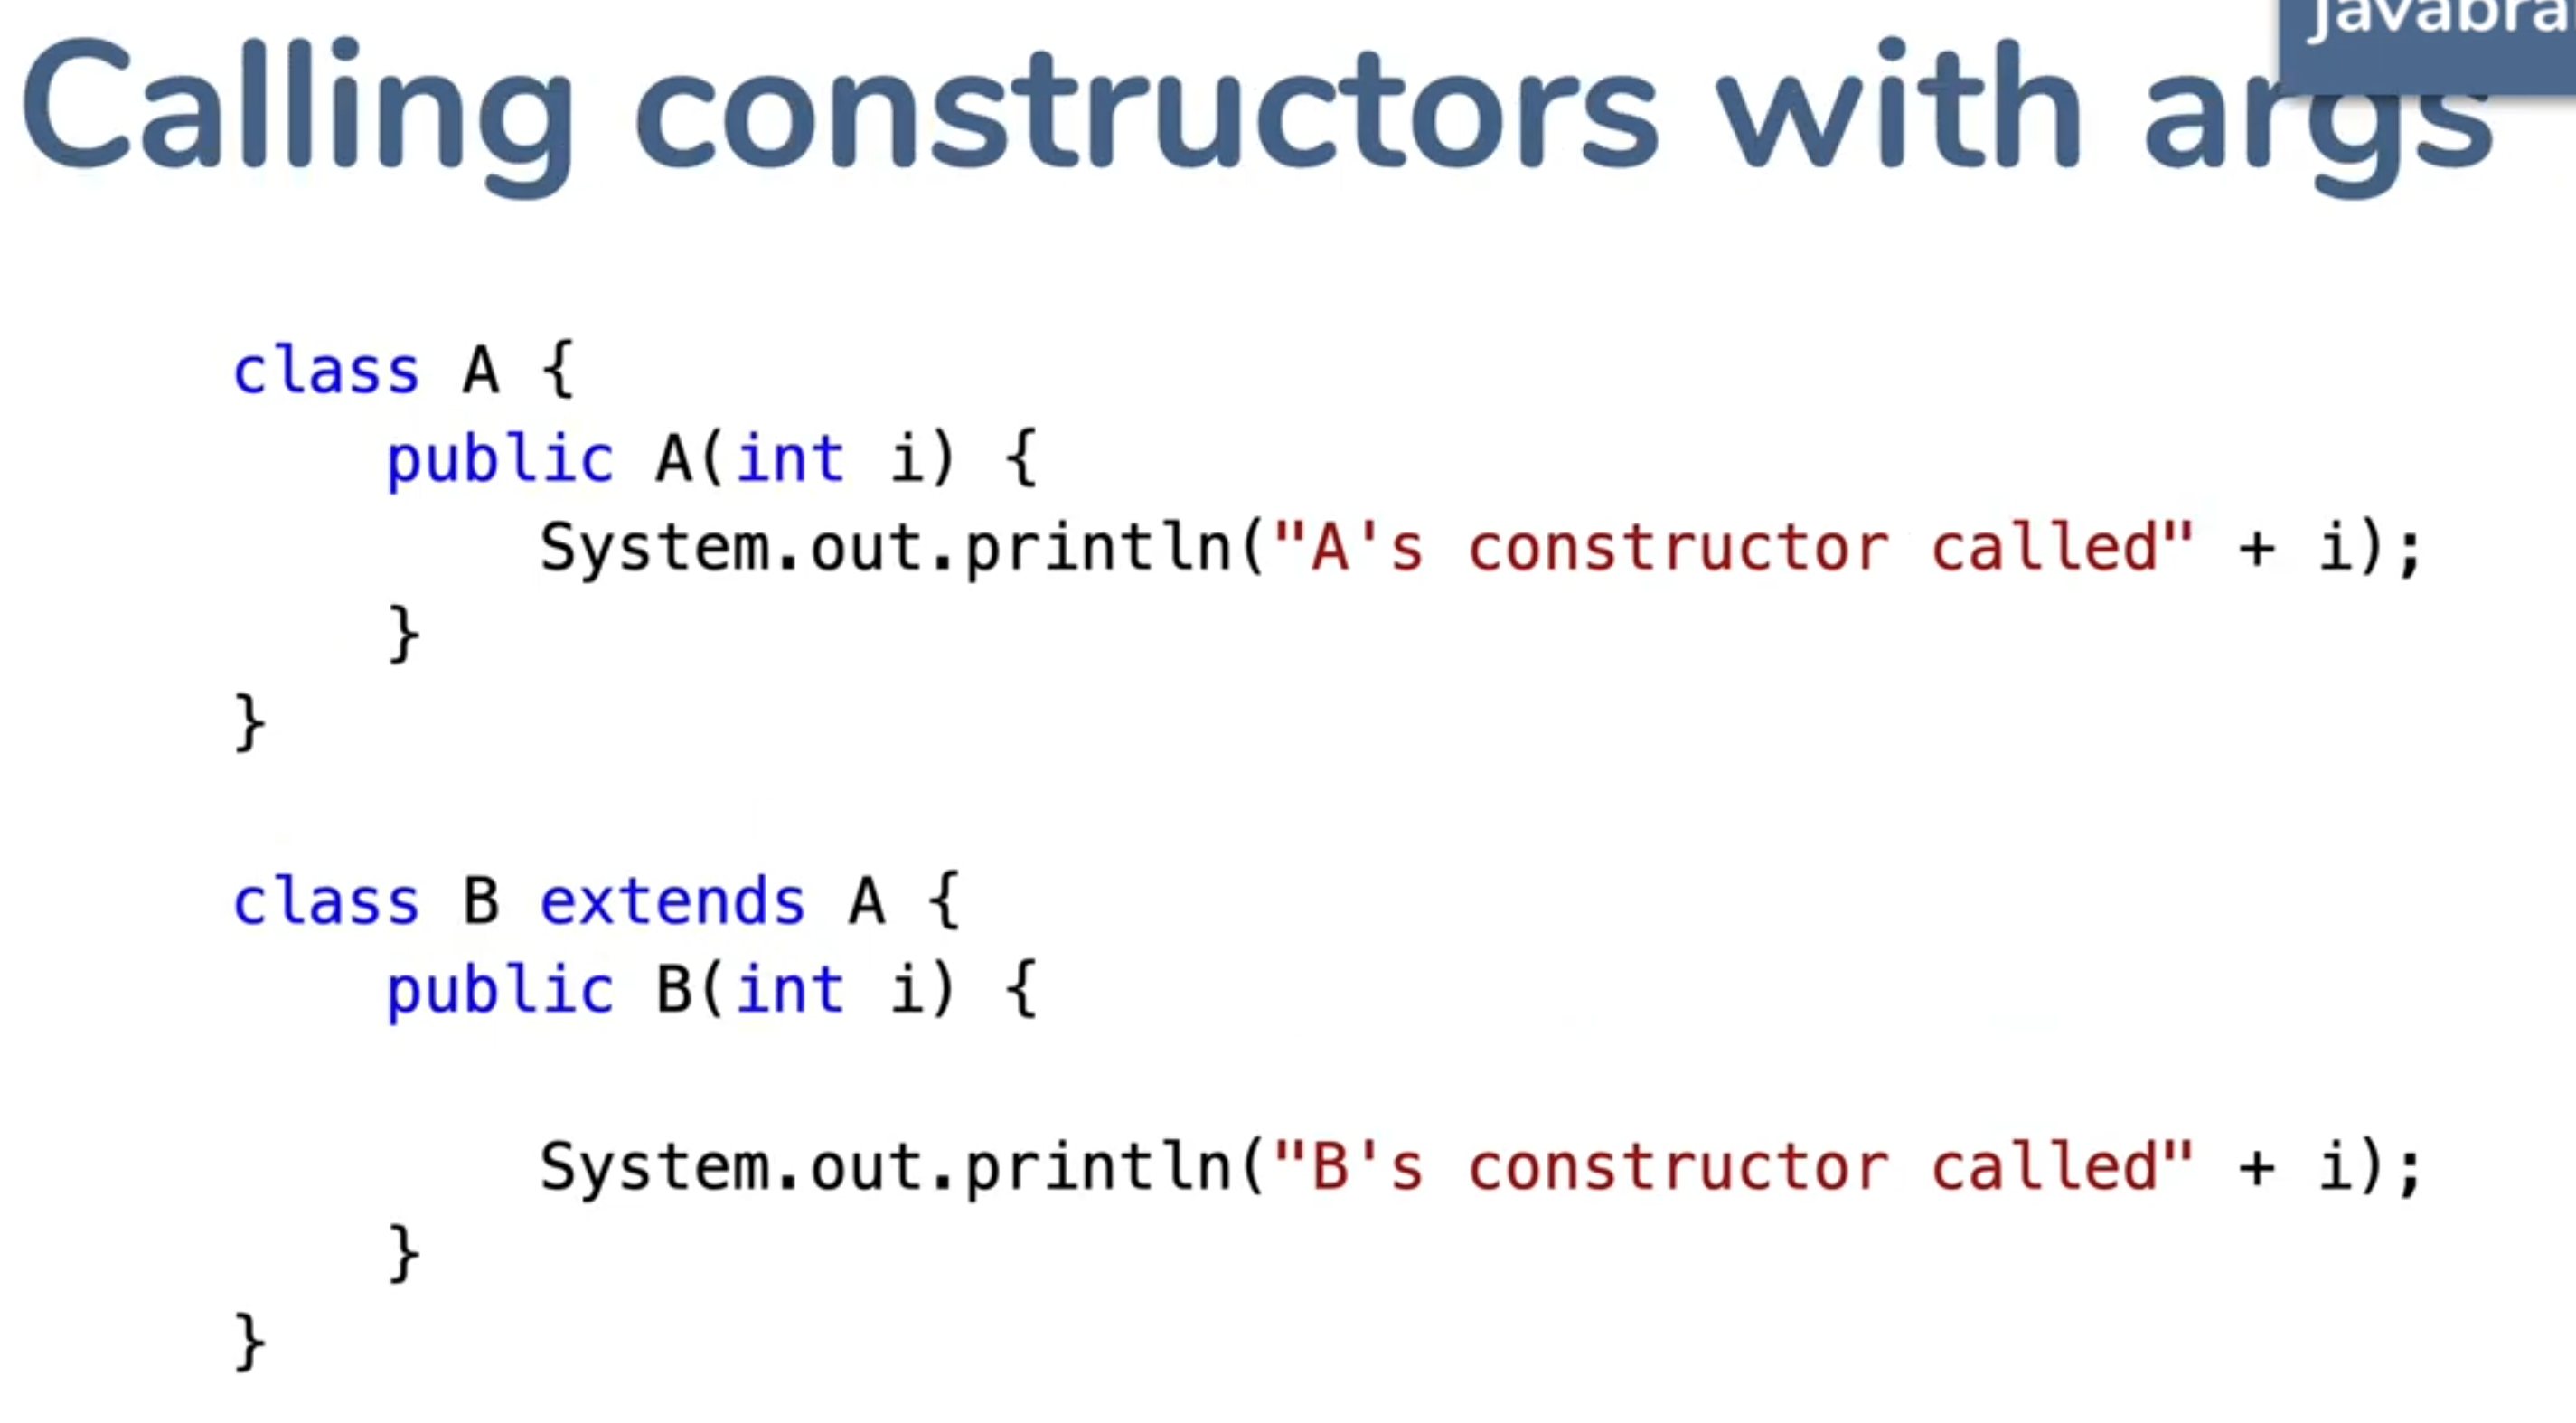 Calling constructors with args
class A {
    public A(int i) {
        System.out.println("A's constructor called" + i);
    }
}
class B extends A {
    public B(int i) {
        System.out.println("B's constructor called" + i);
    }
}